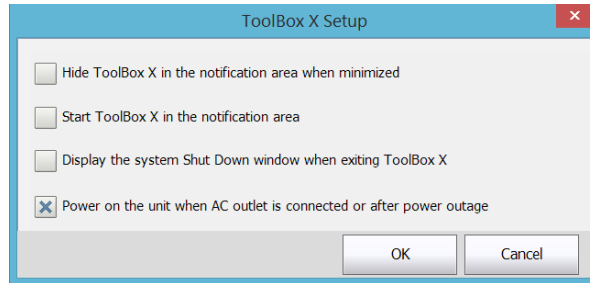 ToolBox X Setup
Hide ToolBox X in the notification area when minimized
Start ToolBox X in the notification area
Display the system Shut Down window when exiting ToolBox X
Power on the unit when AC outlet is connected or after power outage
OK Cancel